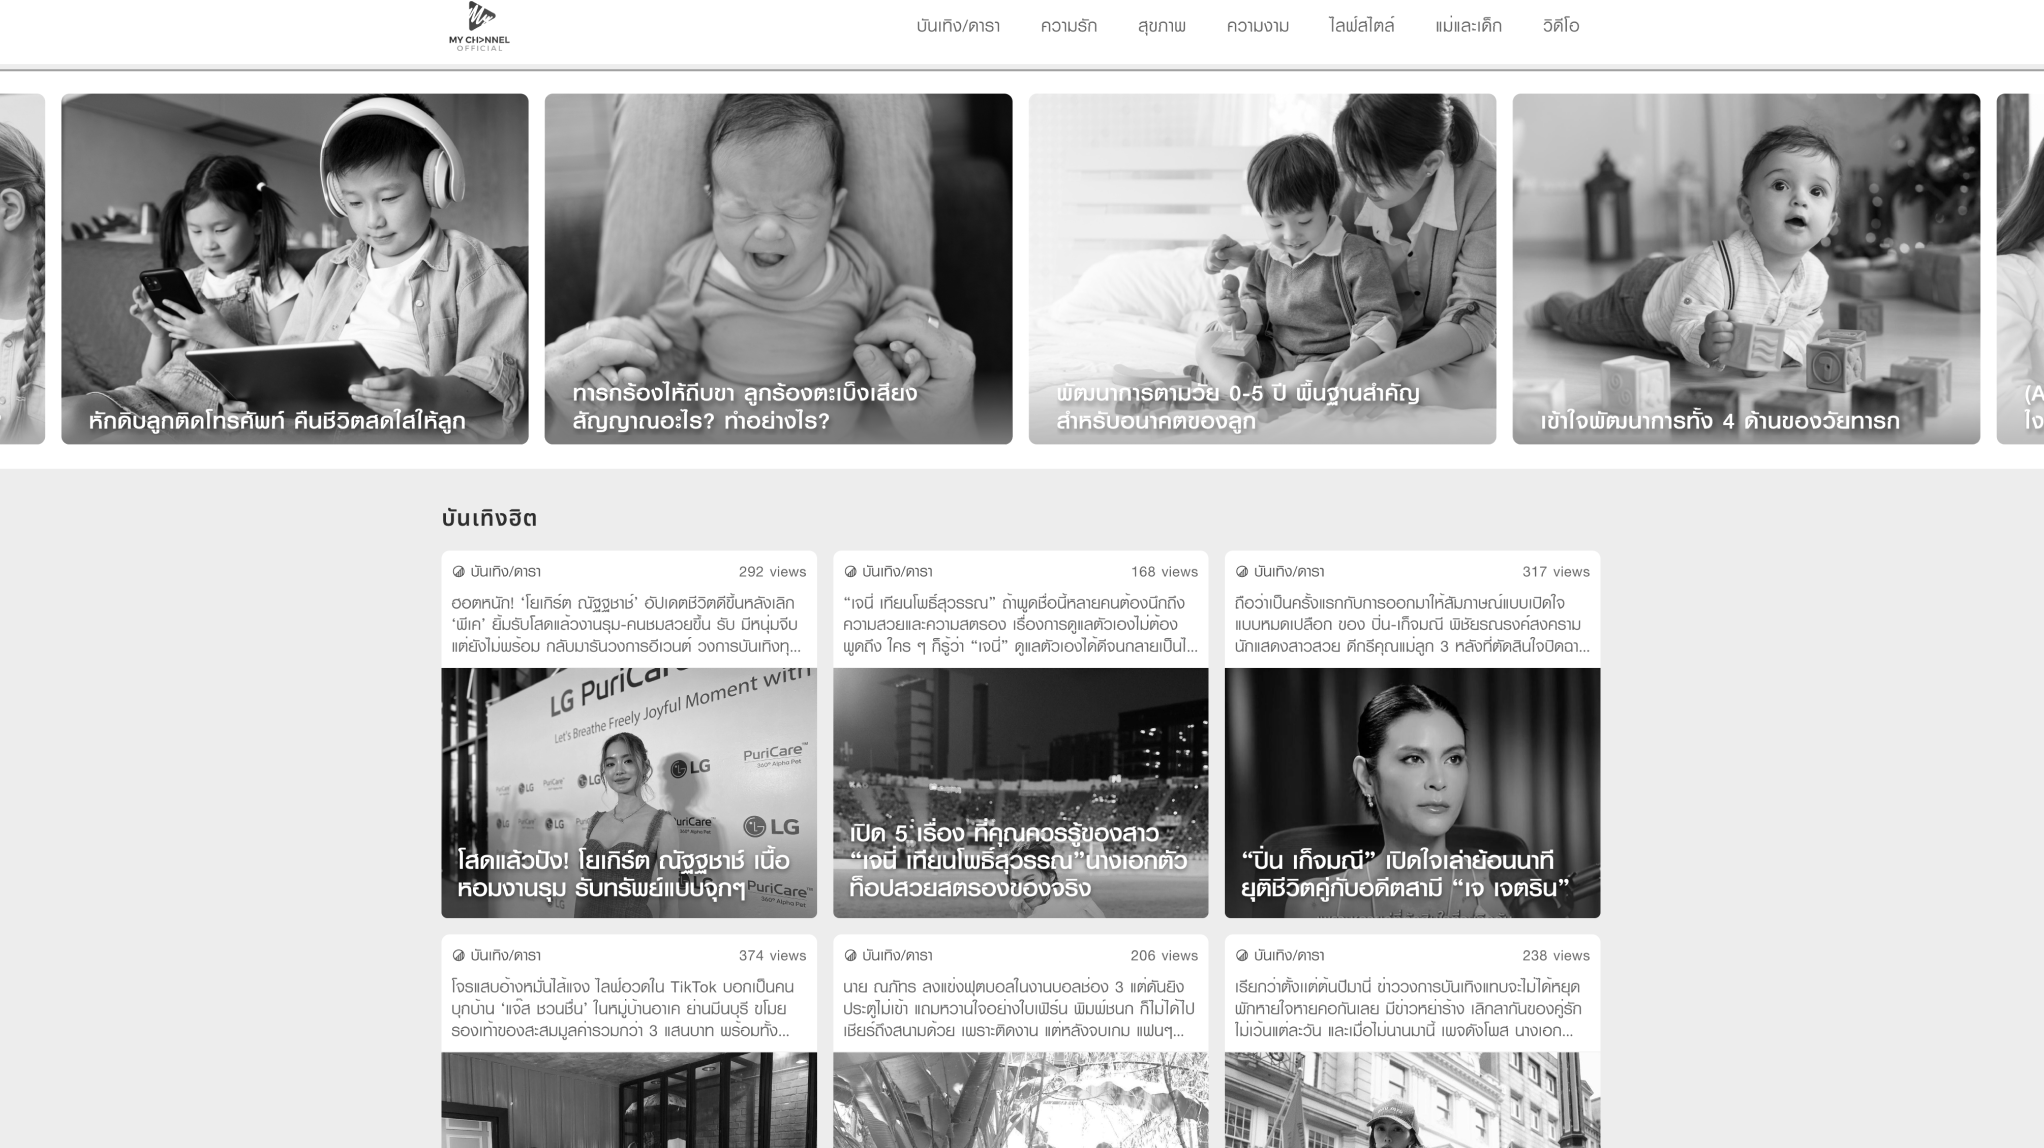 MY CH>NNEL
OFFICIAL
บันเทิง/ดารา ความรัก สุขภาพ ความงาม ไลฟ์สไตล์ แม่และเด็ก วิดีโอ
หักดิบลูกติดโทรศัพท์ คืนชีวิตสดใสให้ลูก
ทารกร้องไห้ถีบขา ลูกร้องตะเบ็งเสียง
สัญญาณอะไร? ทำอย่างไร?
พัฒนาการตามวัย 0-5 ปี พื้นฐานสำคัญ
สำหรับอนาคตของลูก
เข้าใจพัฒนาการทั้ง 4 ด้านของวัยทารก
บันเทิงฮิต
บันเทิง/ดารา 292 views
ฮอตหนัก! ‘โยเกิร์ต ณัฐฐชาช์’ อัปเดตชีวิตดีขึ้นหลังเลิก
‘พีเค’ ยิ้มรับโสดแล้วงานรุม-คนชมสวยขึ้น รับ มีหนุ่มจีบ
แต่ยังไม่พร้อม กลับมารันวงการอีเวนต์ วงการบันเทิงทุ...
LG PuriCar
Let's Breathe Freely Joyful Moment with
PuriCare™
360° Alpha Pet
LG
LG
LG
โสดแล้วปัง! โยเกิร์ต ณัฐฐชาช์ เนื้อ
หอมงานรุม รับทรัพย์แบบจุกๆ
PuriCare™
360° Alpha Pet
บันเทิง/ดารา 168 views
“เจนี่ เทียนโพธิ์สุวรรณ” ถ้าพูดชื่อนี้หลายคนต้องนึกถึง
ความสวยและความสตรอง เรื่องการดูแลตัวเองไม่ต้อง
พูดถึง ใคร ๆ ก็รู้ว่า “เจนี่” ดูแลตัวเองได้ดีจนกลายเป็นไ...
เปิด 5 เรื่อง ที่คุณควรรู้ของสาว
“เจนี่ เทียนโพธิ์สุวรรณ”นางเอกตัว
ท็อปสวยสตรองของจริง
บันเทิง/ดารา 317 views
ถือว่าเป็นครั้งแรกกับการออกมาให้สัมภาษณ์แบบเปิดใจ
แบบหมดเปลือก ของ ปิ่น-เก็จมณี พิชัยรณรงค์สงคราม
นักแสดงสาวสวย ดีกรีคุณแม่ลูก 3 หลังที่ตัดสินใจปิดฉา...
“ปิ่น เก็จมณี” เปิดใจเล่าย้อนนาที
ยุติชีวิตคู่กับอดีตสามี “เจ เจตริน”
บันเทิง/ดารา 374 views
โจรแสบอ้างหมั่นไส้แจง ไลฟ์อวดใน TikTok บอกเป็นคน
บุกบ้าน ‘แจ๊ส ชวนชื่น’ ในหมู่บ้านอาเค ย่านมีนบุรี ขโมย
รองเท้าของสะสมมูลค่ารวมกว่า 3 แสนบาท พร้อมทั้ง...
บันเทิง/ดารา 206 views
นาย ณภัทร ลงแข่งฟุตบอลในงานบอลช่อง 3 แต่ดันยิง
ประตูไม่เข้า แถมหวานใจอย่างใบเฟิร์น พิมพ์ชนก ก็ไม่ได้ไป
เชียร์ถึงสนามด้วย เพราะติดงาน แต่หลังจบเกม แฟนๆ...
บันเทิง/ดารา 238 views
เรียกว่าตั้งแต่ต้นปีมานี่ ข่าววงการบันเทิงแทบจะไม่ได้หยุด
พักหายใจหายคอกันเลย มีข่าวหย่าร้าง เลิกลากันของคู่รัก
ไม่เว้นแต่ละวัน และเมื่อไม่นานมานี้ เพจดังโพส นางเอก...